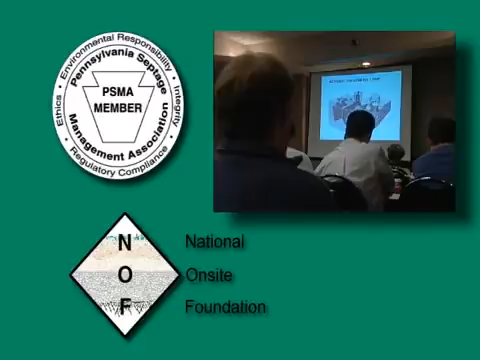 Environmental Responsibility
Pennsylvania Septage
Ethics
Integrity
PSMA
MEMBER
Management Association
Regulatory Compliance
N
O
F
National
Onsite
Foundation